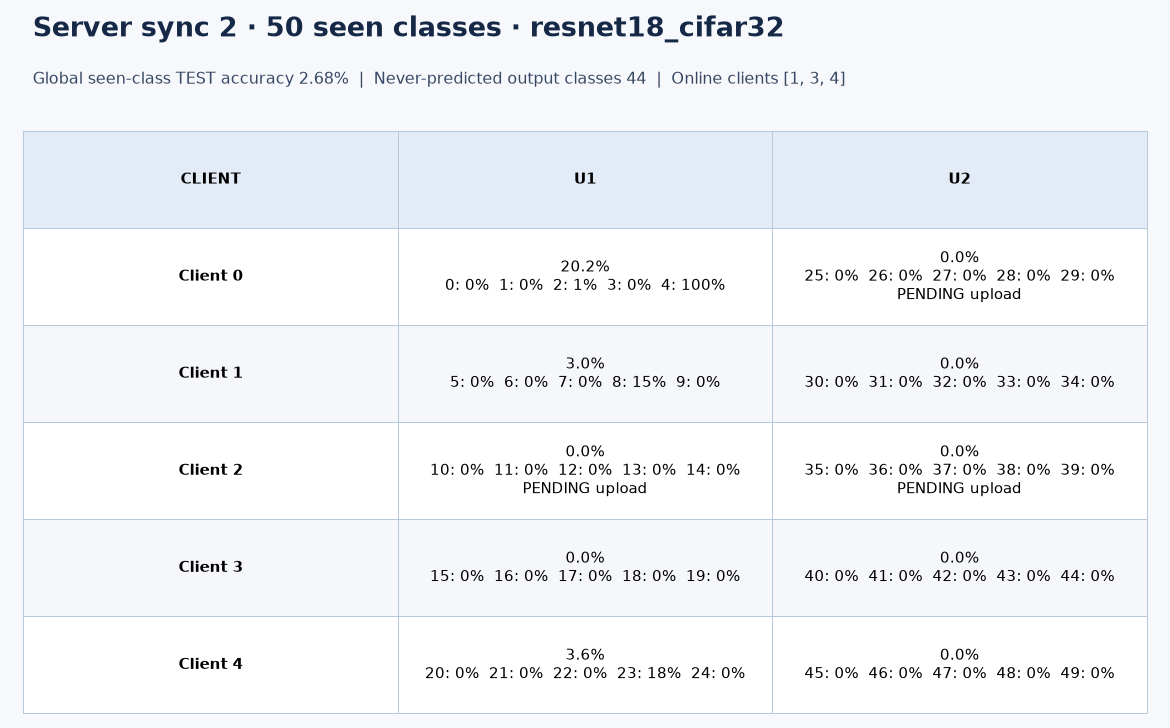 Server sync 2 · 50 seen classes · resnet18_cifar32
Global seen-class TEST accuracy 2.68%  |  Never-predicted output classes 44  |  Online clients [1, 3, 4]
CLIENT
U1
U2
Client 0
20.2%
0: 0%  1: 0%  2: 1%  3: 0%  4: 100%
0.0%
25: 0%  26: 0%  27: 0%  28: 0%  29: 0%
PENDING upload
Client 1
3.0%
5: 0%  6: 0%  7: 0%  8: 15%  9: 0%
0.0%
30: 0%  31: 0%  32: 0%  33: 0%  34: 0%
Client 2
0.0%
10: 0%  11: 0%  12: 0%  13: 0%  14: 0%
PENDING upload
0.0%
35: 0%  36: 0%  37: 0%  38: 0%  39: 0%
PENDING upload
Client 3
0.0%
15: 0%  16: 0%  17: 0%  18: 0%  19: 0%
0.0%
40: 0%  41: 0%  42: 0%  43: 0%  44: 0%
Client 4
3.6%
20: 0%  21: 0%  22: 0%  23: 18%  24: 0%
0.0%
45: 0%  46: 0%  47: 0%  48: 0%  49: 0%